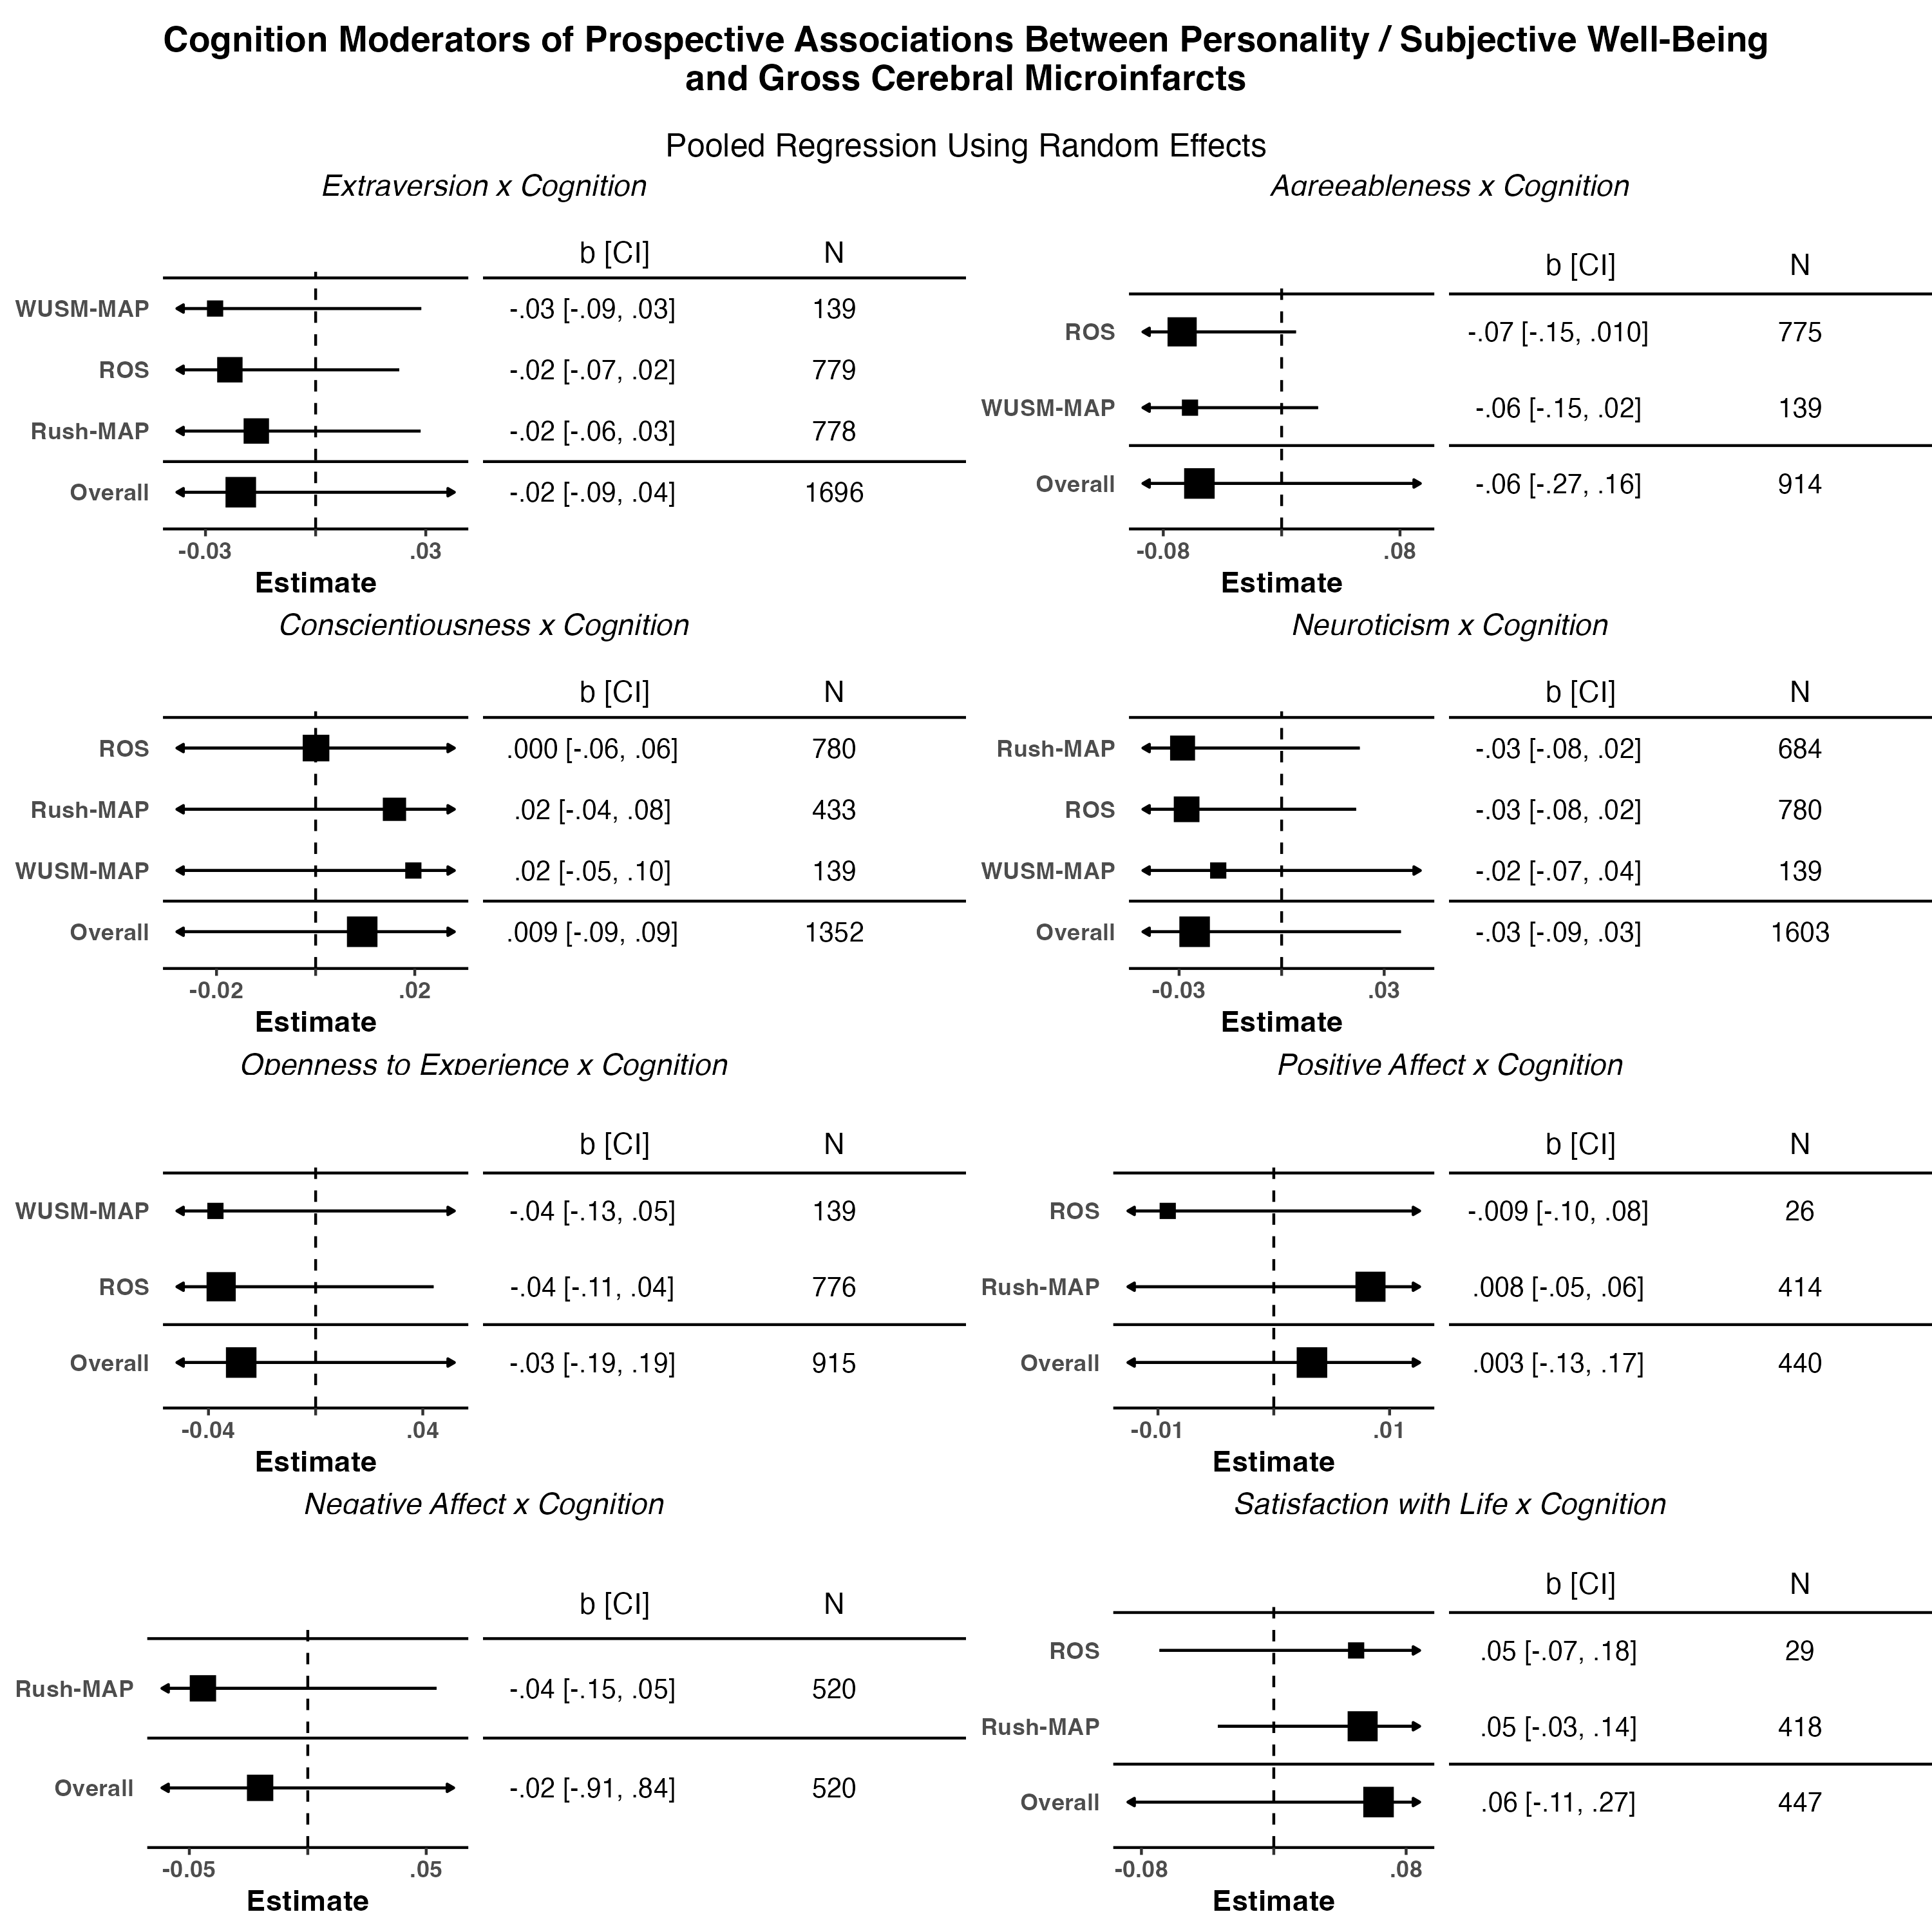 Cognition Moderators of Prospective Associations Between Personality / Subjective Well-Being
and Gross Cerebral Microinfarcts
Pooled Regression Using Random Effects
Extraversion x Cognition
b [CI] N
WUSM-MAP -.03 [-.09, .03] 139
ROS -.02 [-.07, .02] 779
Rush-MAP -.02 [-.06, .03] 778
Overall -.02 [-.09, .04] 1696
-0.03 .03
Estimate
Agreeableness x Cognition
b [CI] N
ROS -.07 [-.15, .010] 775
WUSM-MAP -.06 [-.15, .02] 139
Overall -.06 [-.27, .16] 914
-0.08 .08
Estimate
Conscientiousness x Cognition
b [CI] N
ROS .000 [-.06, .06] 780
Rush-MAP .02 [-.04, .08] 433
WUSM-MAP .02 [-.05, .10] 139
Overall .009 [-.09, .09] 1352
-0.02 .02
Estimate
Neuroticism x Cognition
b [CI] N
Rush-MAP -.03 [-.08, .02] 684
ROS -.03 [-.08, .02] 780
WUSM-MAP -.02 [-.07, .04] 139
Overall -.03 [-.09, .03] 1603
-0.03 .03
Estimate
Openness to Experience x Cognition
b [CI] N
WUSM-MAP -.04 [-.13, .05] 139
ROS -.04 [-.11, .04] 776
Overall -.03 [-.19, .19] 915
-0.04 .04
Estimate
Positive Affect x Cognition
b [CI] N
ROS -.009 [-.10, .08] 26
Rush-MAP .008 [-.05, .06] 414
Overall .003 [-.13, .17] 440
-0.01 .01
Estimate
Negative Affect x Cognition
b [CI] N
Rush-MAP -.04 [-.15, .05] 520
Overall -.02 [-.91, .84] 520
-0.05 .05
Estimate
Satisfaction with Life x Cognition
b [CI] N
ROS .05 [-.07, .18] 29
Rush-MAP .05 [-.03, .14] 418
Overall .06 [-.11, .27] 447
-0.08 .08
Estimate